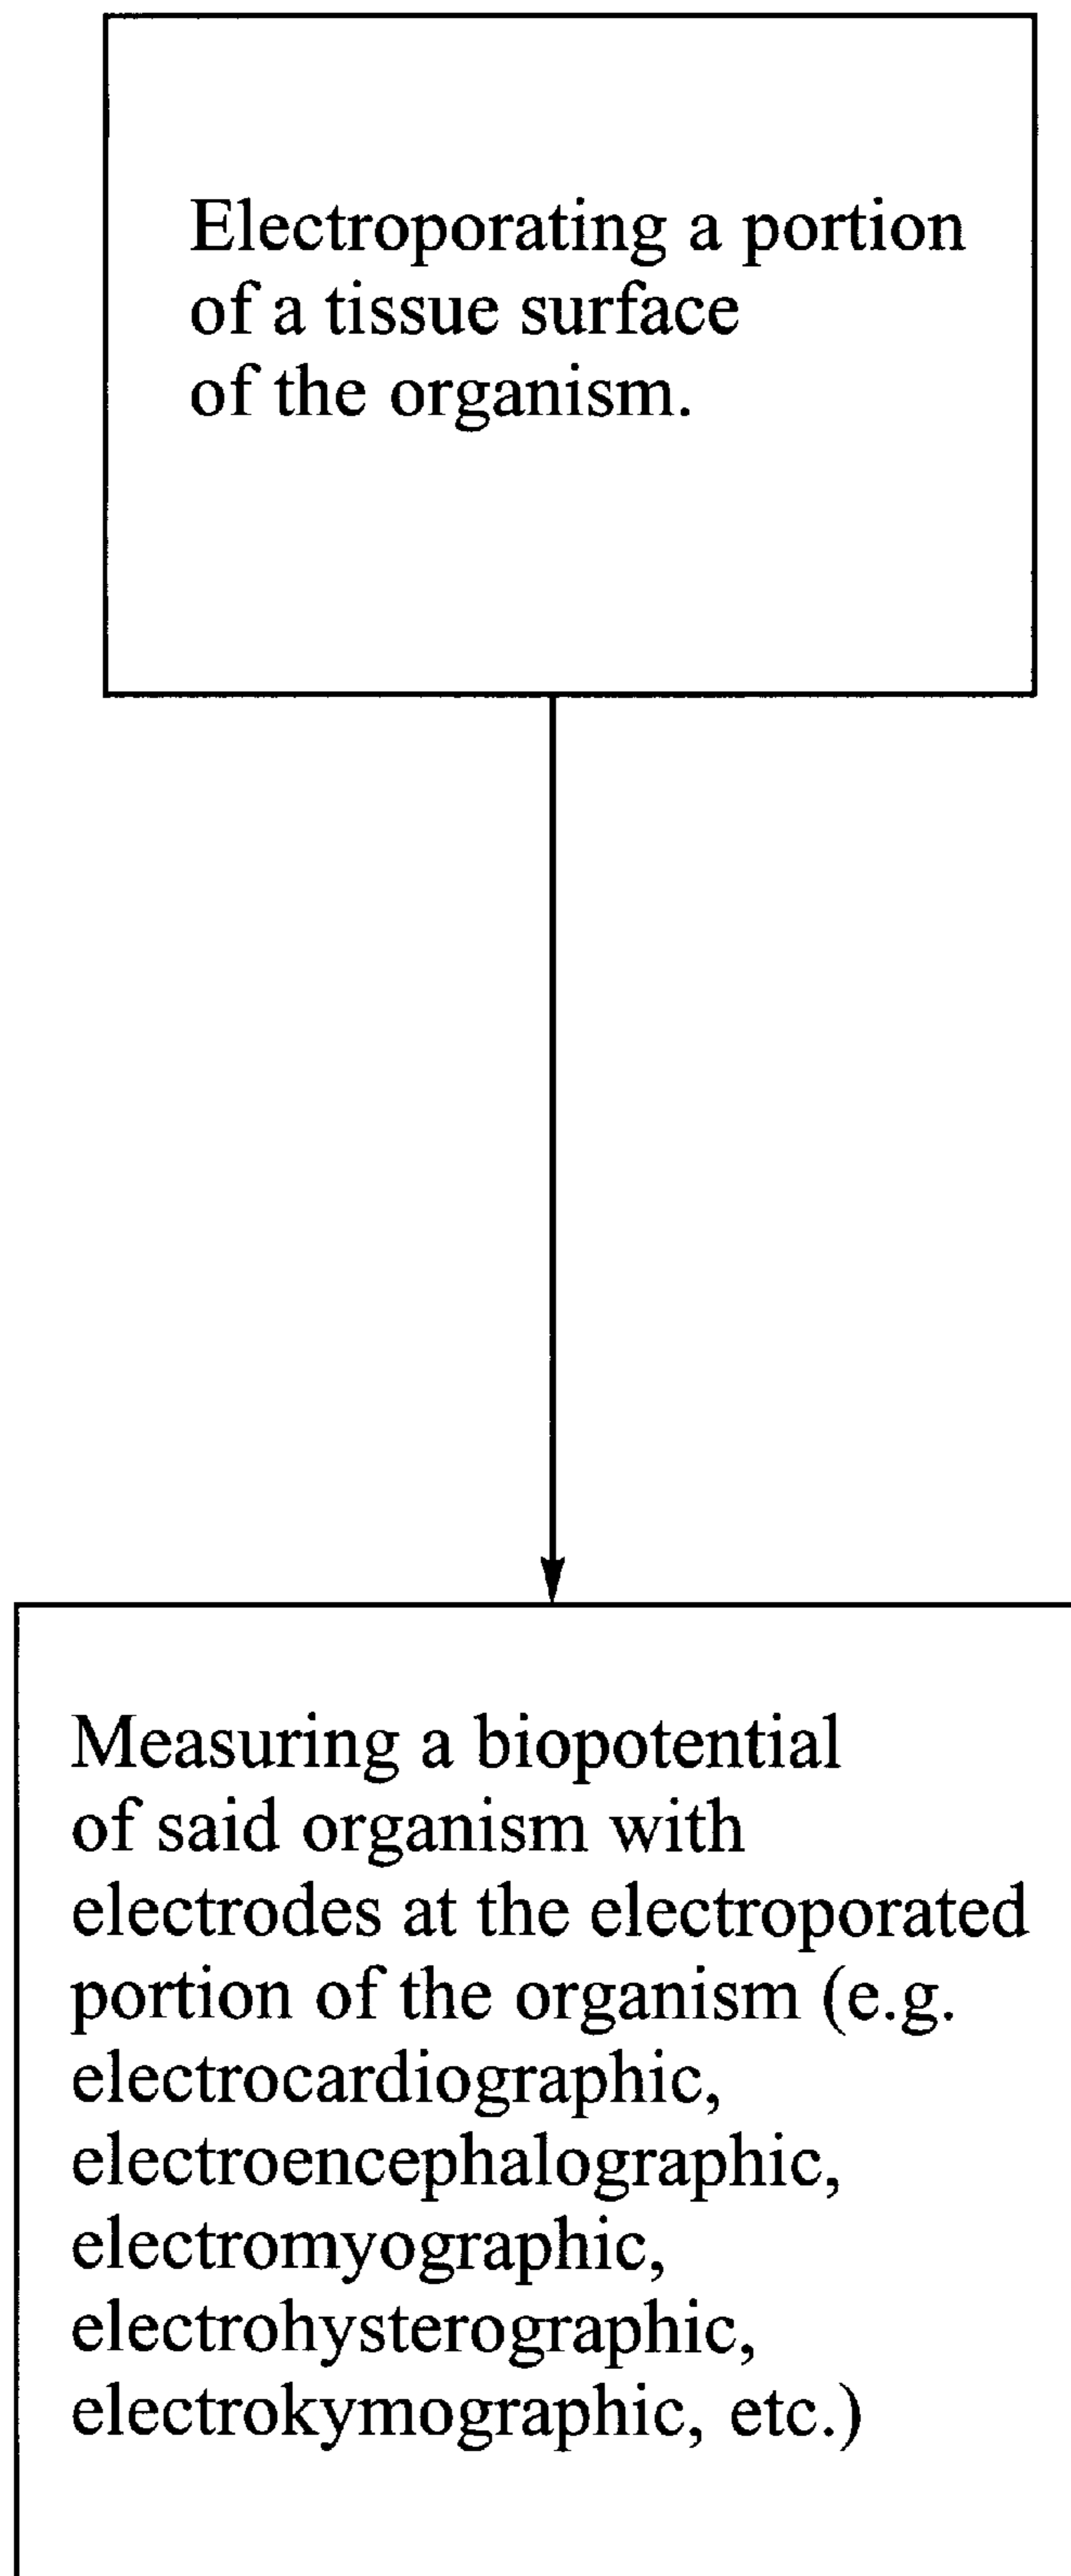 Electroporating a portion
of a tissue surface
of the organism.
Measuring a biopotential
of said organism with
electrodes at the electroporated
portion of the organism (e.g.
electrocardiographic,
electroencephalographic,
electromyographic,
electrohysterographic,
electrokymographic, etc.)